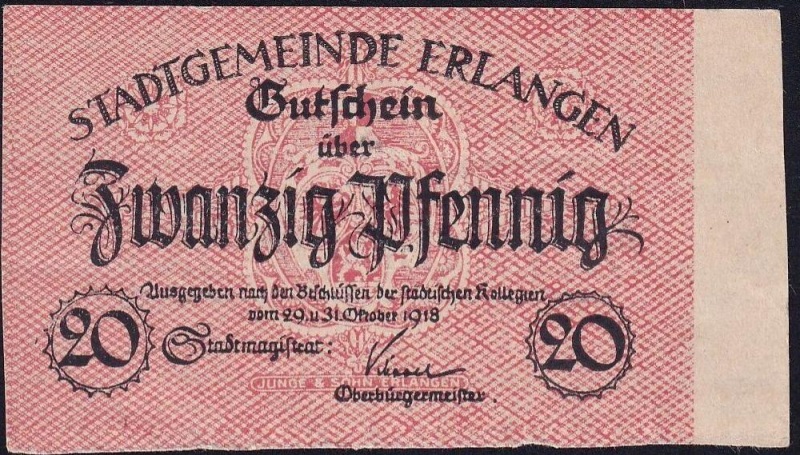 STADTGEMEINDE ERLANGEN
Gutschein
über
Zwanzig Pfennig
Ausgegeben nach den Beschlüssen der städtischen Kollegien
vom 29. u. 31. Oktober 1918
20 Stadtmagistrat: 20
JUNGE & SOHN, ERLANGEN
Oberbürgermeister.